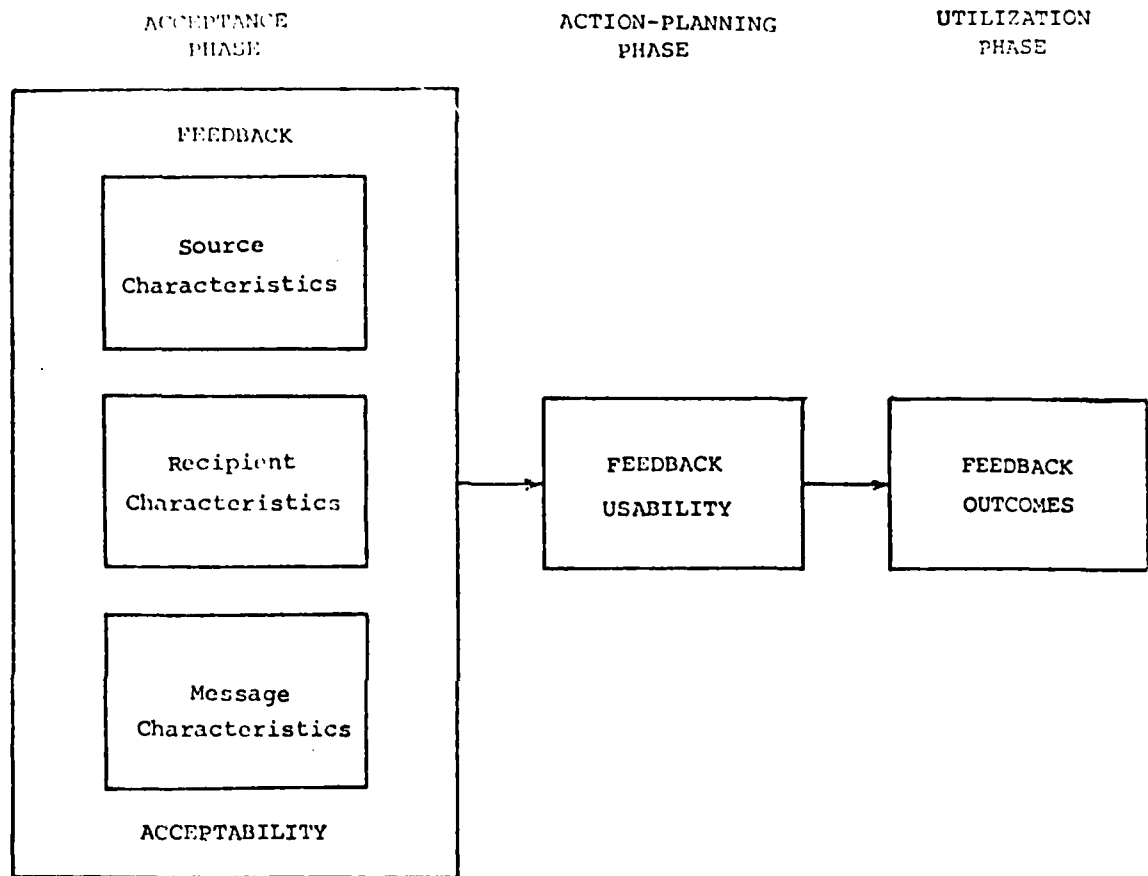 ACCEPTANCE
PHASE
ACTION-PLANNING
PHASE
UTILIZATION
PHASE
FEEDBACK
Source
Characteristics
Recipient
Characteristics
Message
Characteristics
ACCEPTABILITY
FEEDBACK
USABILITY
FEEDBACK
OUTCOMES